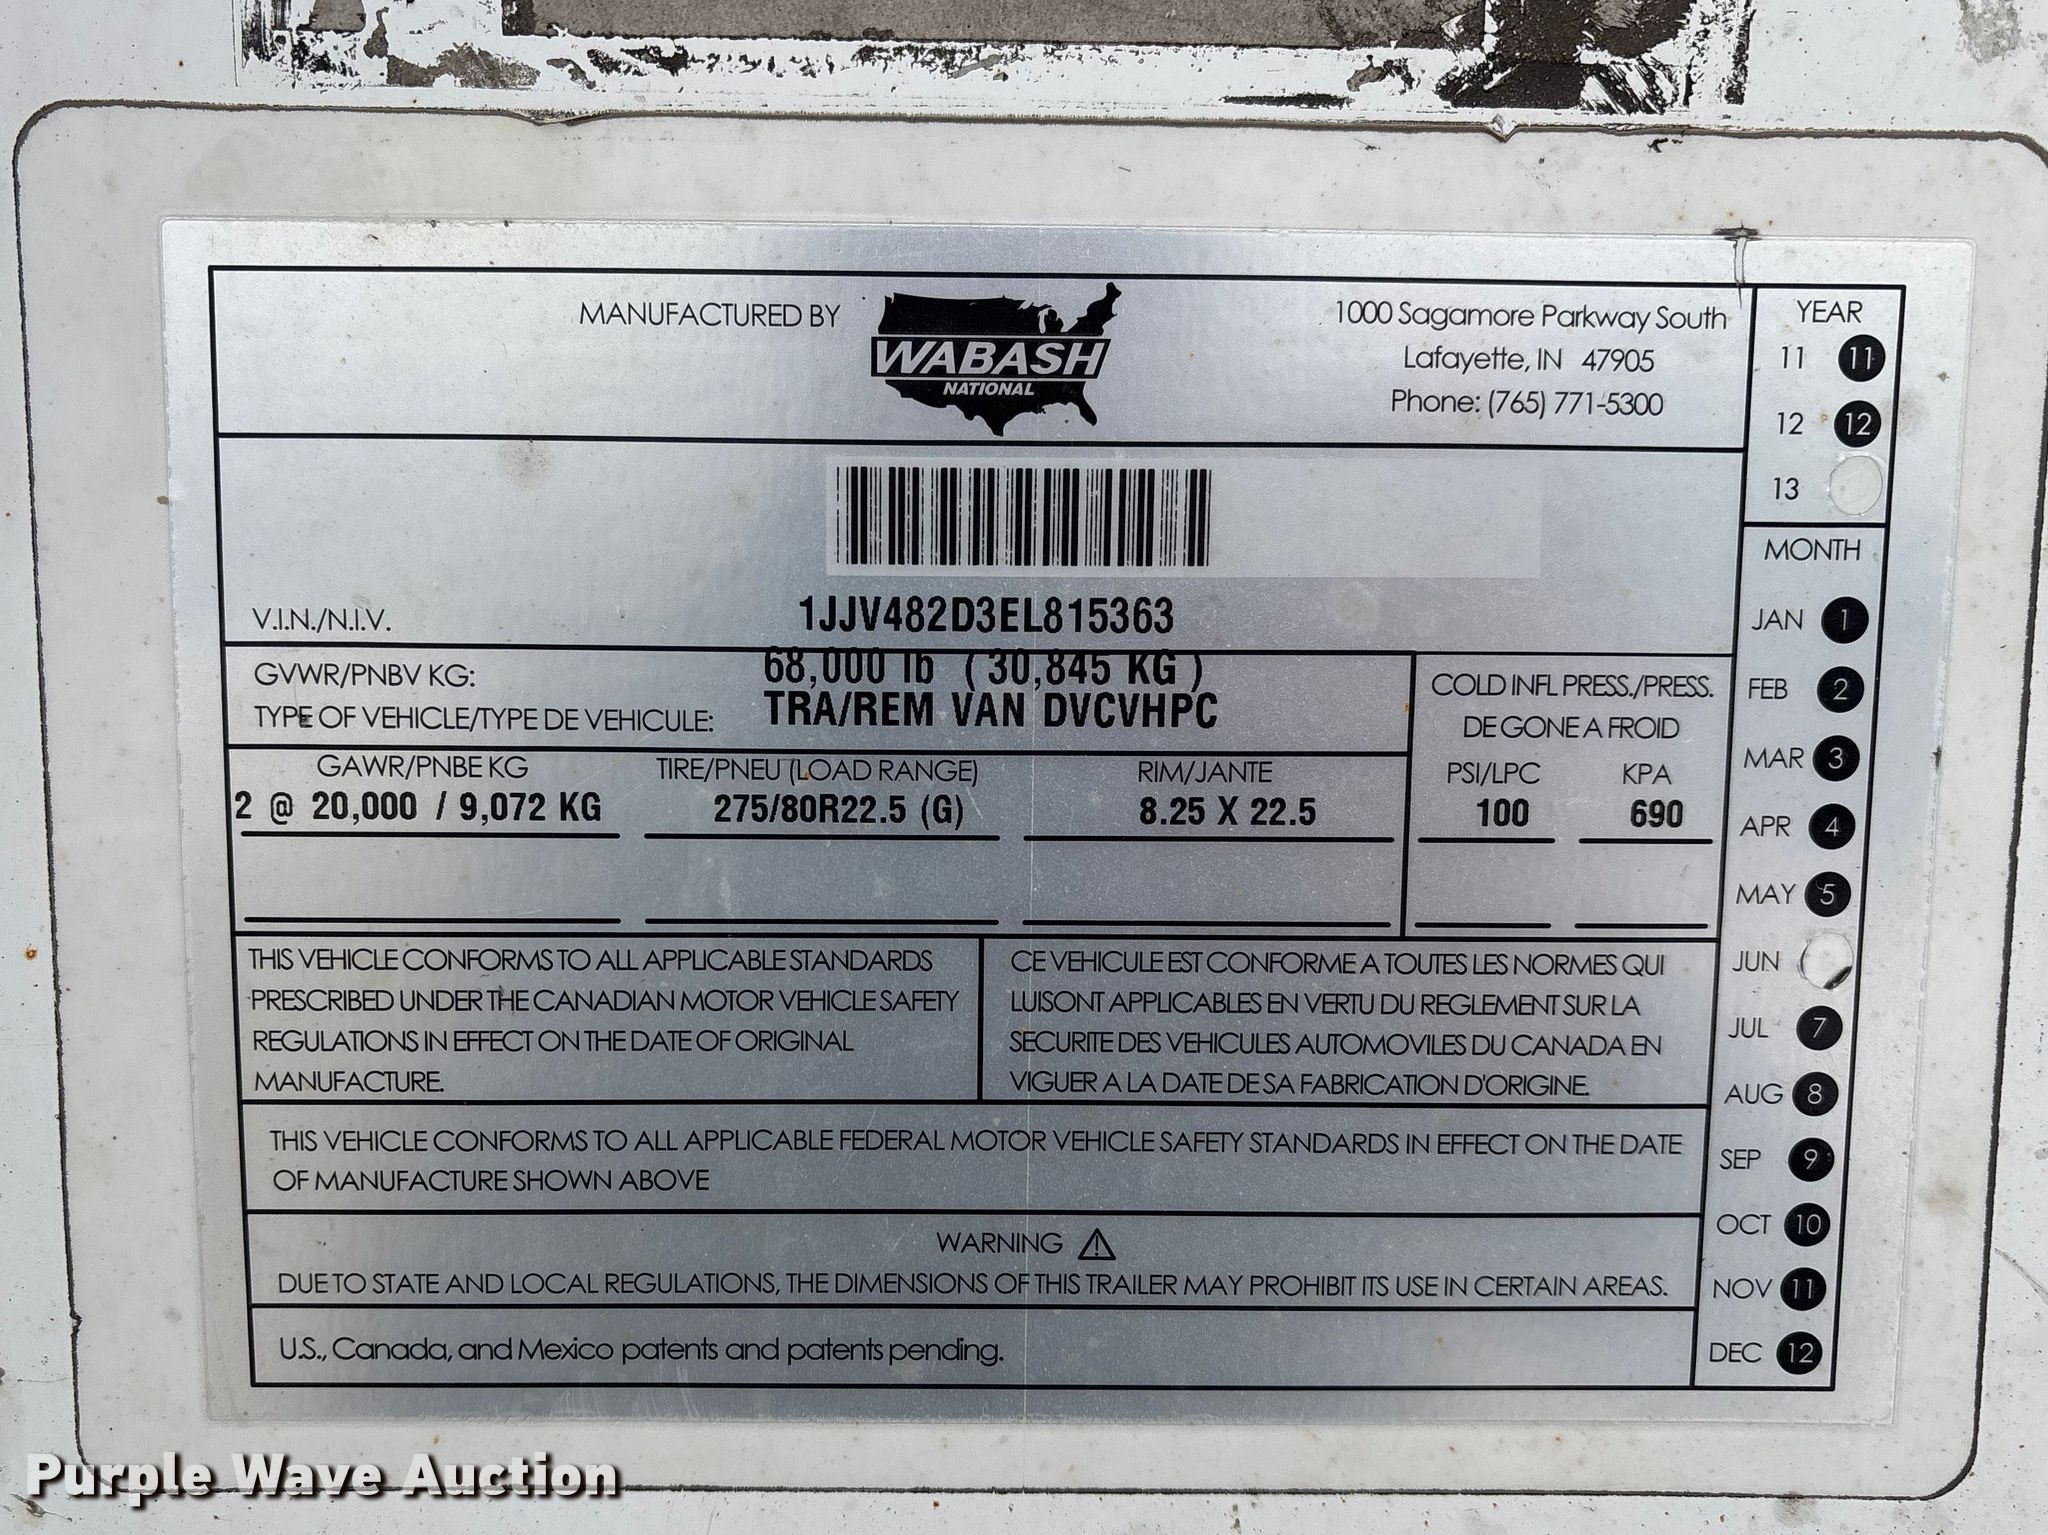 MANUFACTURED BY
WABASH
NATIONAL
1000 Sagamore Parkway South
Lafayette, IN 47905
Phone: (765) 771-5300
YEAR
11 11
12 12
13
V.I.N./N.I.V. 1JJV482D3EL815363
GVWR/PNBV KG: 68,000 lb ( 30,845 KG )
TYPE OF VEHICLE/TYPE DE VEHICULE: TRA/REM VAN DVCVHPC
COLD INFL PRESS./PRESS.
DE GONE A FROID
GAWR/PNBE KG TIRE/PNEU (LOAD RANGE) RIM/JANTE PSI/LPC KPA
2 @ 20,000 / 9,072 KG 275/80R22.5 (G) 8.25 X 22.5 100 690
THIS VEHICLE CONFORMS TO ALL APPLICABLE STANDARDS
PRESCRIBED UNDER THE CANADIAN MOTOR VEHICLE SAFETY
REGULATIONS IN EFFECT ON THE DATE OF ORIGINAL
MANUFACTURE.
CE VEHICULE EST CONFORME A TOUTES LES NORMES QUI
LUISONT APPLICABLES EN VERTU DU REGLEMENT SUR LA
SECURITE DES VEHICULES AUTOMOVILES DU CANADA EN
VIGUER A LA DATE DE SA FABRICATION D'ORIGINE.
THIS VEHICLE CONFORMS TO ALL APPLICABLE FEDERAL MOTOR VEHICLE SAFETY STANDARDS IN EFFECT ON THE DATE
OF MANUFACTURE SHOWN ABOVE
WARNING
DUE TO STATE AND LOCAL REGULATIONS, THE DIMENSIONS OF THIS TRAILER MAY PROHIBIT ITS USE IN CERTAIN AREAS.
U.S., Canada, and Mexico patents and patents pending.
MONTH
JAN 1
FEB 2
MAR 3
APR 4
MAY 5
JUN
JUL 7
AUG 8
SEP 9
OCT 10
NOV 11
DEC 12
Purple Wave Auction